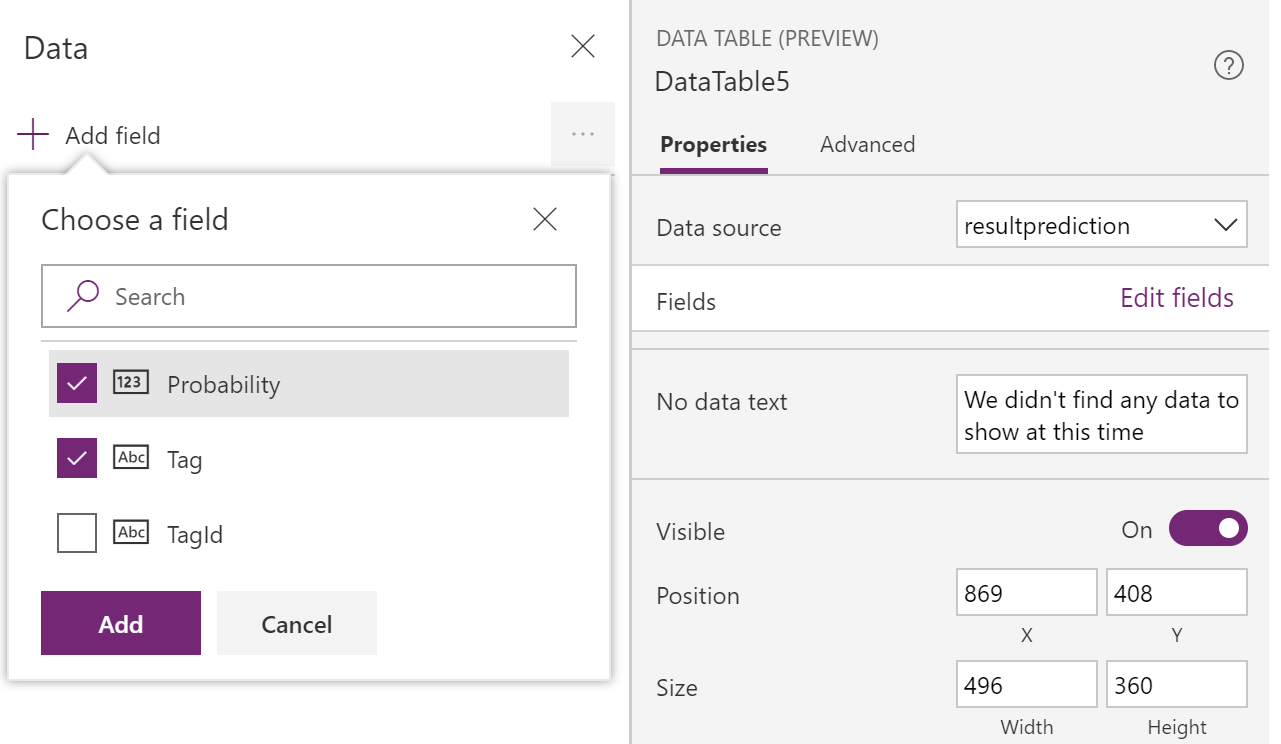 Data
Add field
...
Choose a field
Search
123 Probability
Abc Tag
Abc TagId
Add Cancel
DATA TABLE (PREVIEW)
DataTable5
?
Properties Advanced
Data source resultprediction
Fields Edit fields
No data text We didn't find any data to
show at this time
Visible On
Position 869 408
X Y
Size 496 360
Width Height